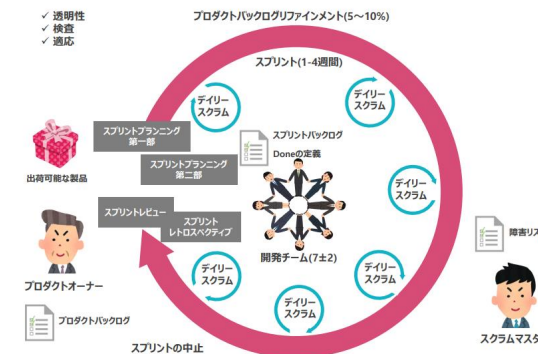 ✓ 透明性
✓ 検査
✓ 適応
プロダクトバックログリファインメント(5～10%)
スプリント(1-4週間)
デイリー
スクラム
デイリー
スクラム
スプリントプランニング
第一部
スプリントバックログ
Doneの定義
スプリントプランニング
第二部
出荷可能な製品
デイリー
スクラム
スプリントレビュー
スプリント
レトロスペクティブ
障害リス
開発チーム(7±2)
デイリー
スクラム
デイリー
スクラム
プロダクトオーナー
デイリー
スクラム
プロダクトバックログ
スクラムマスタ
スプリントの中止